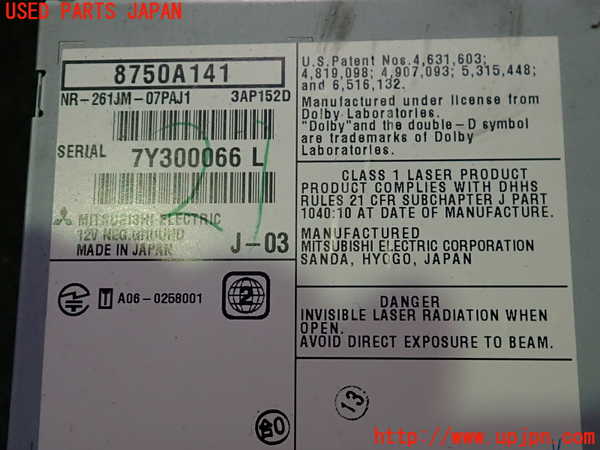 USED PARTS JAPAN
8750A141
NR-261JM-07PAJ1 3AP152D
SERIAL 7Y300066 L
MITSUBISHI ELECTRIC
12V NEG.GROUND
MADE IN JAPAN J-03
T A06-0258001
2
U.S.Patent Nos.4,631,603;
4,819,098; 4,907,093; 5,315,448;
and 6,516,132.
Manufactured under license from
Dolby Laboratories.
"Dolby"and the double-D symbol
are trademarks of Dolby
Laboratories.
CLASS 1 LASER PRODUCT
PRODUCT COMPLIES WITH DHHS
RULES 21 CFR SUBCHAPTER J PART
1040:10 AT DATE OF MANUFACTURE.
MANUFACTURED
MITSUBISHI ELECTRIC CORPORATION
SANDA, HYOGO, JAPAN
DANGER
INVISIBLE LASER RADIATION WHEN
OPEN.
AVOID DIRECT EXPOSURE TO BEAM.
13
http://www.upjpn.com/